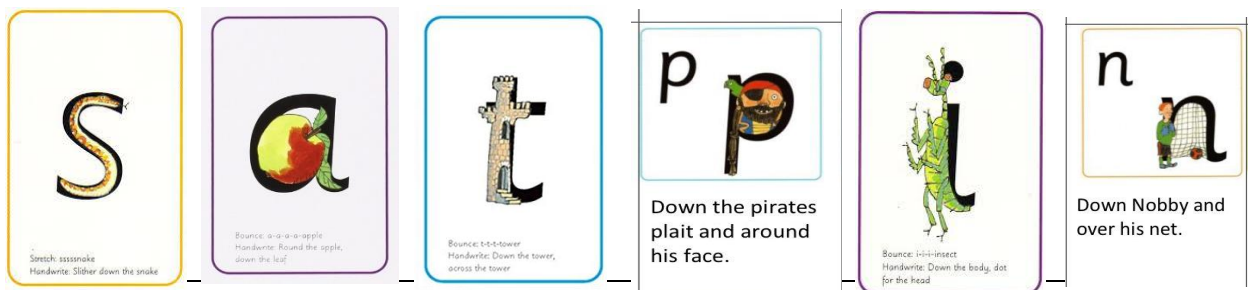 s
Stretch: sssssnake
Handwrite: Slither down the snake
a
Bounce: a-a-a-a-apple
Handwrite: Round the apple,
down the leaf
t
Bounce: t-t-t-tower
Handwrite: Down the tower,
across the tower
p
p
Down the pirates
plait and around
his face.
i
Bounce: i-i-i-insect
Handwrite: Down the body, dot
for the head
n
n
Down Nobby and
over his net.